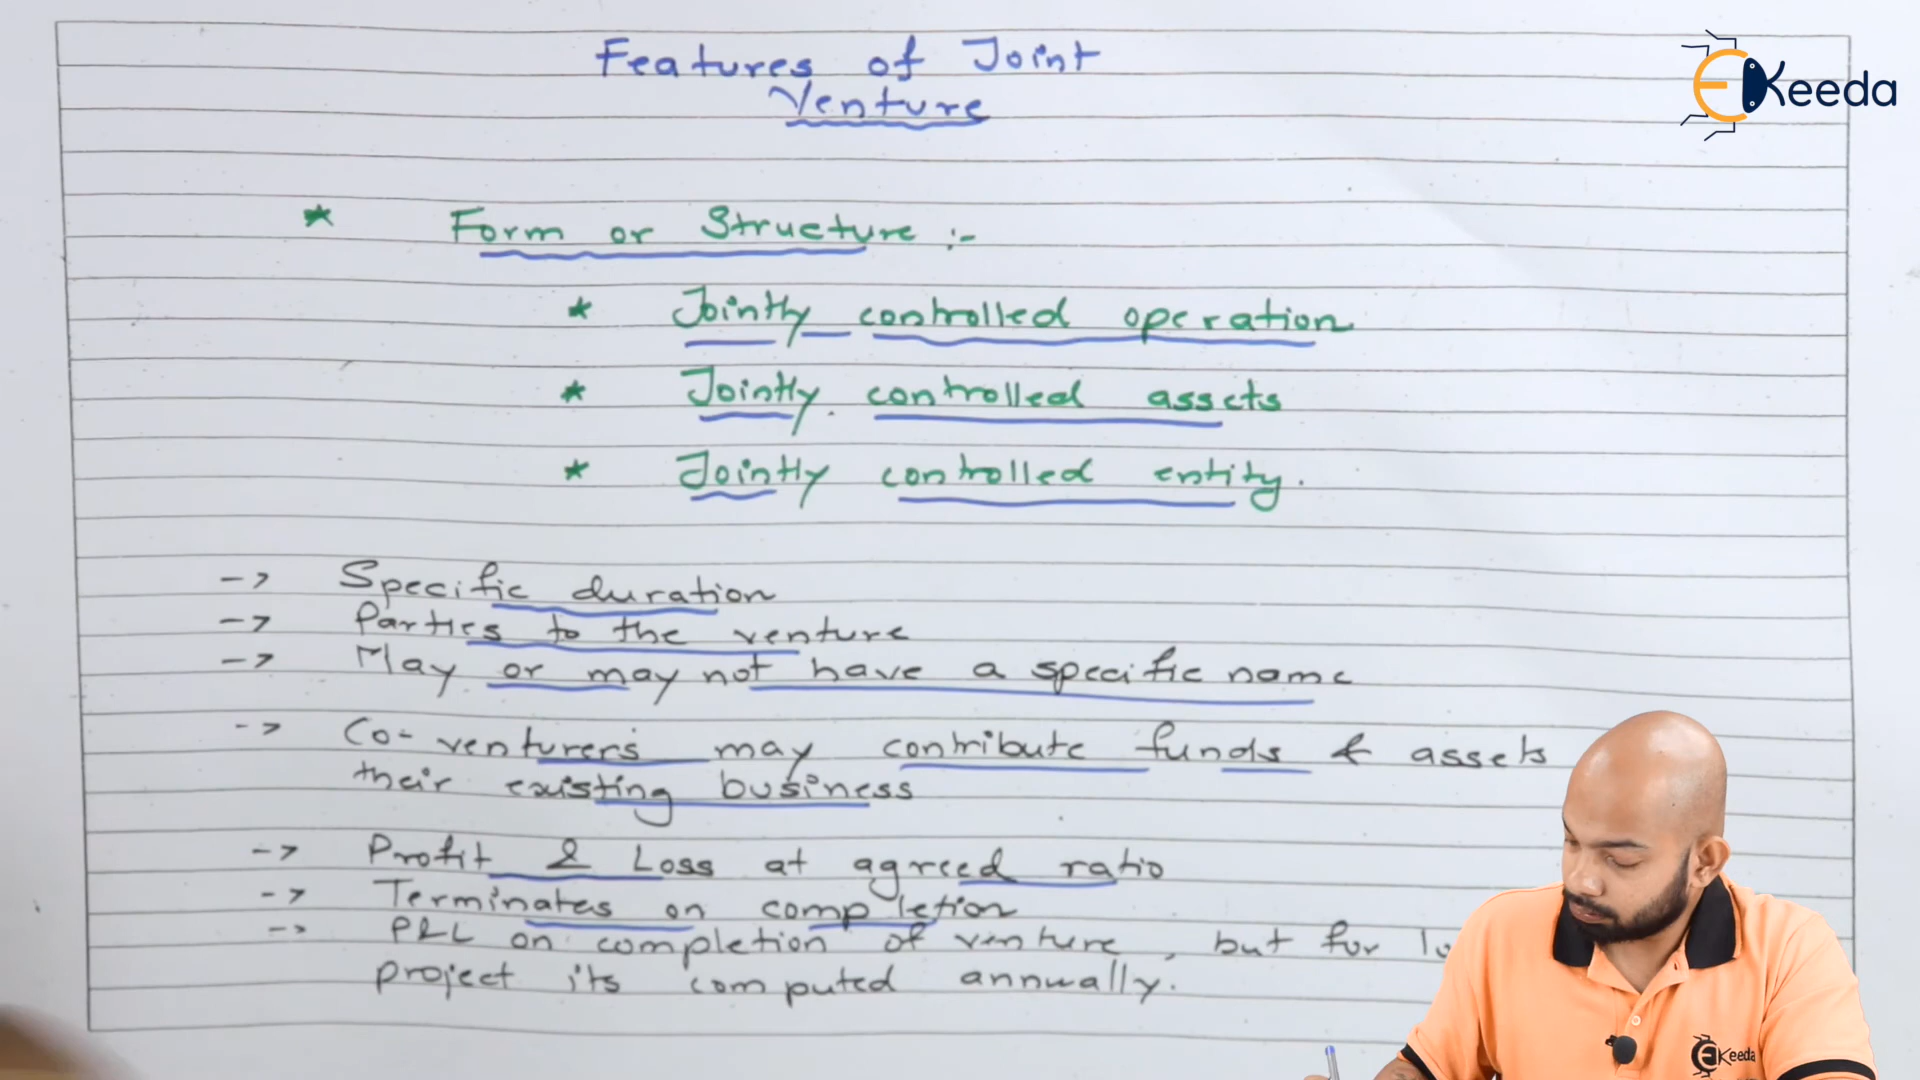 Features of Joint
Venture
EKeeda
* Form or Structure :-
* Jointly controlled operation
* Jointly controlled assets
* Jointly controlled entity.
-> Specific duration
-> Parties to the venture
-> May or may not have a specific name
-> Co-venturers may contribute funds & assets
their existing business
-> Profit & Loss at agreed ratio
-> Terminates on completion
-> P&L on completion of venture, but for
project its computed annually.
EKeeda